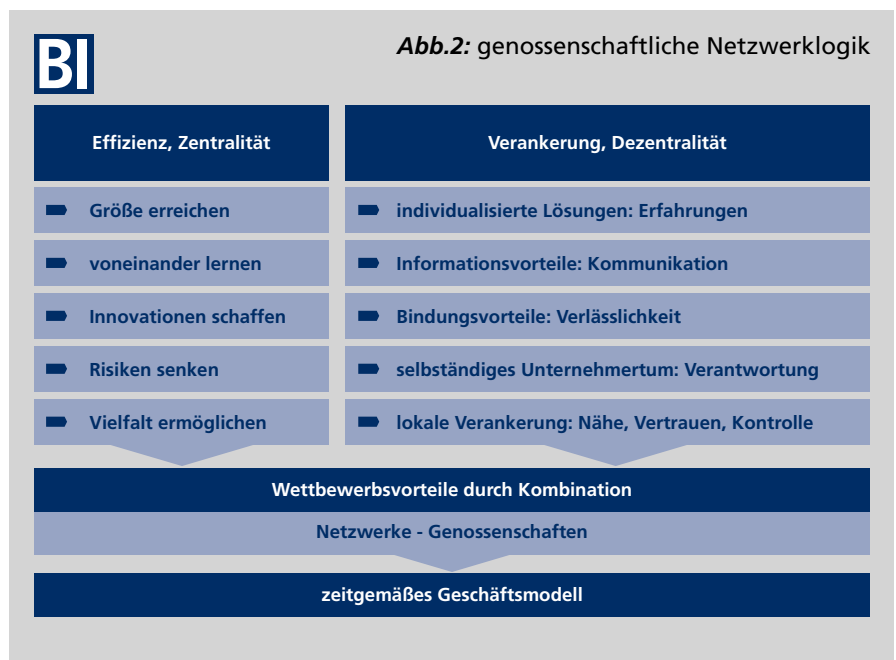 BI
Abb.2: genossenschaftliche Netzwerklogik
Effizienz, Zentralität
Größe erreichen
voneinander lernen
Innovationen schaffen
Risiken senken
Vielfalt ermöglichen
Verankerung, Dezentralität
individualisierte Lösungen: Erfahrungen
Informationsvorteile: Kommunikation
Bindungsvorteile: Verlässlichkeit
selbständiges Unternehmertum: Verantwortung
lokale Verankerung: Nähe, Vertrauen, Kontrolle
Wettbewerbsvorteile durch Kombination
Netzwerke - Genossenschaften
zeitgemäßes Geschäftsmodell